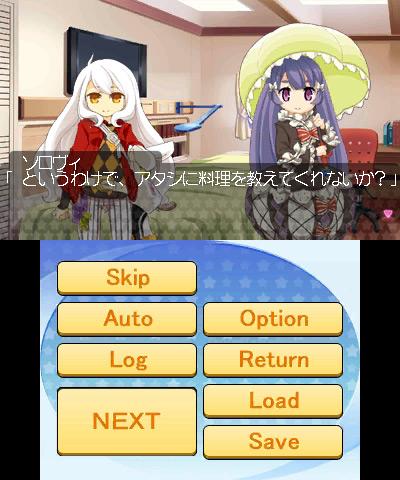 ソロヴィ
「というわけで、アタシに料理を教えてくれないか?」
Skip
Auto
Option
Log
Return
NEXT
Load
Save